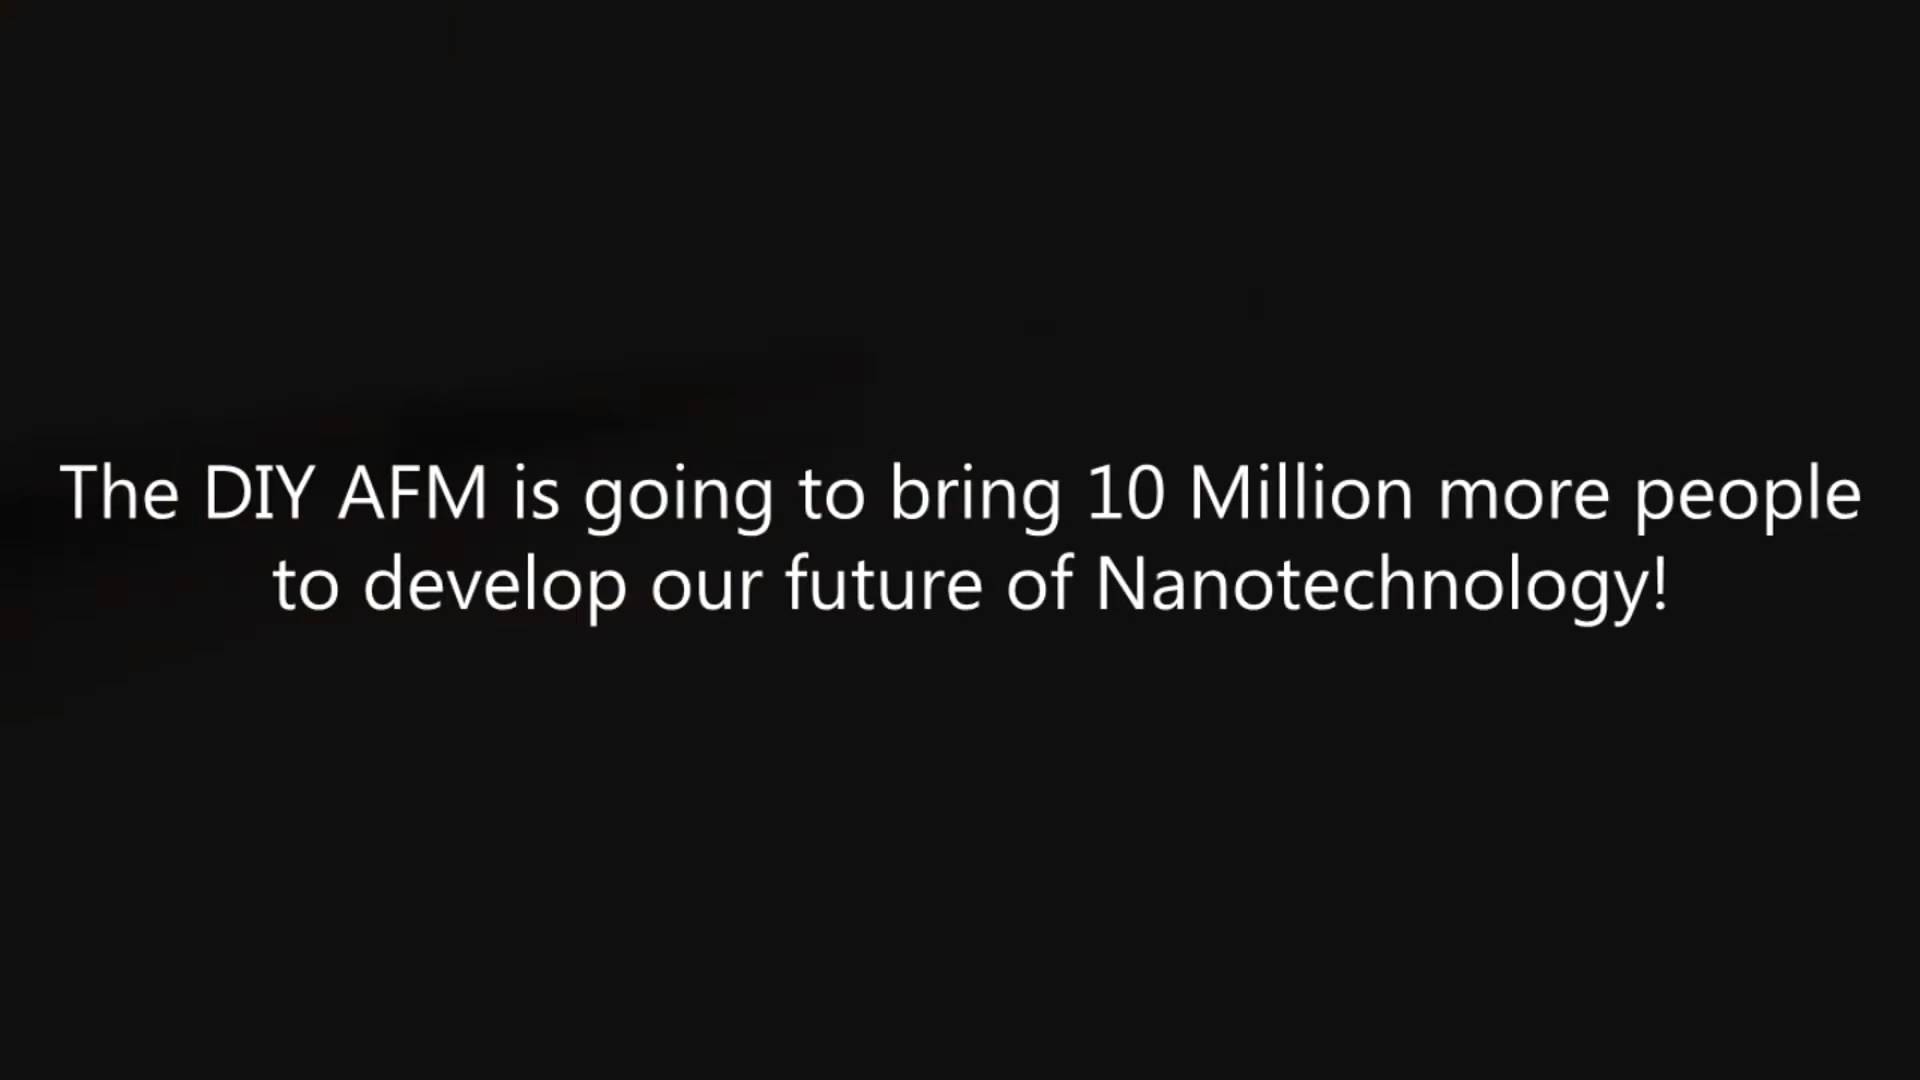 The DIY AFM is going to bring 10 Million more people
to develop our future of Nanotechnology!